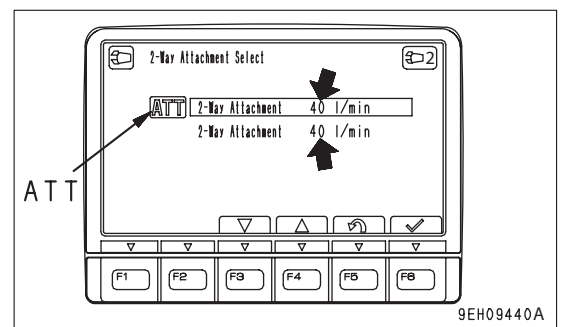 2-Way Attachment Select
2
ATT 2-Way Attachment 40 l/min
2-Way Attachment 40 l/min
ATT
F1 F2 F3 F4 F5 F6
9EH09440A